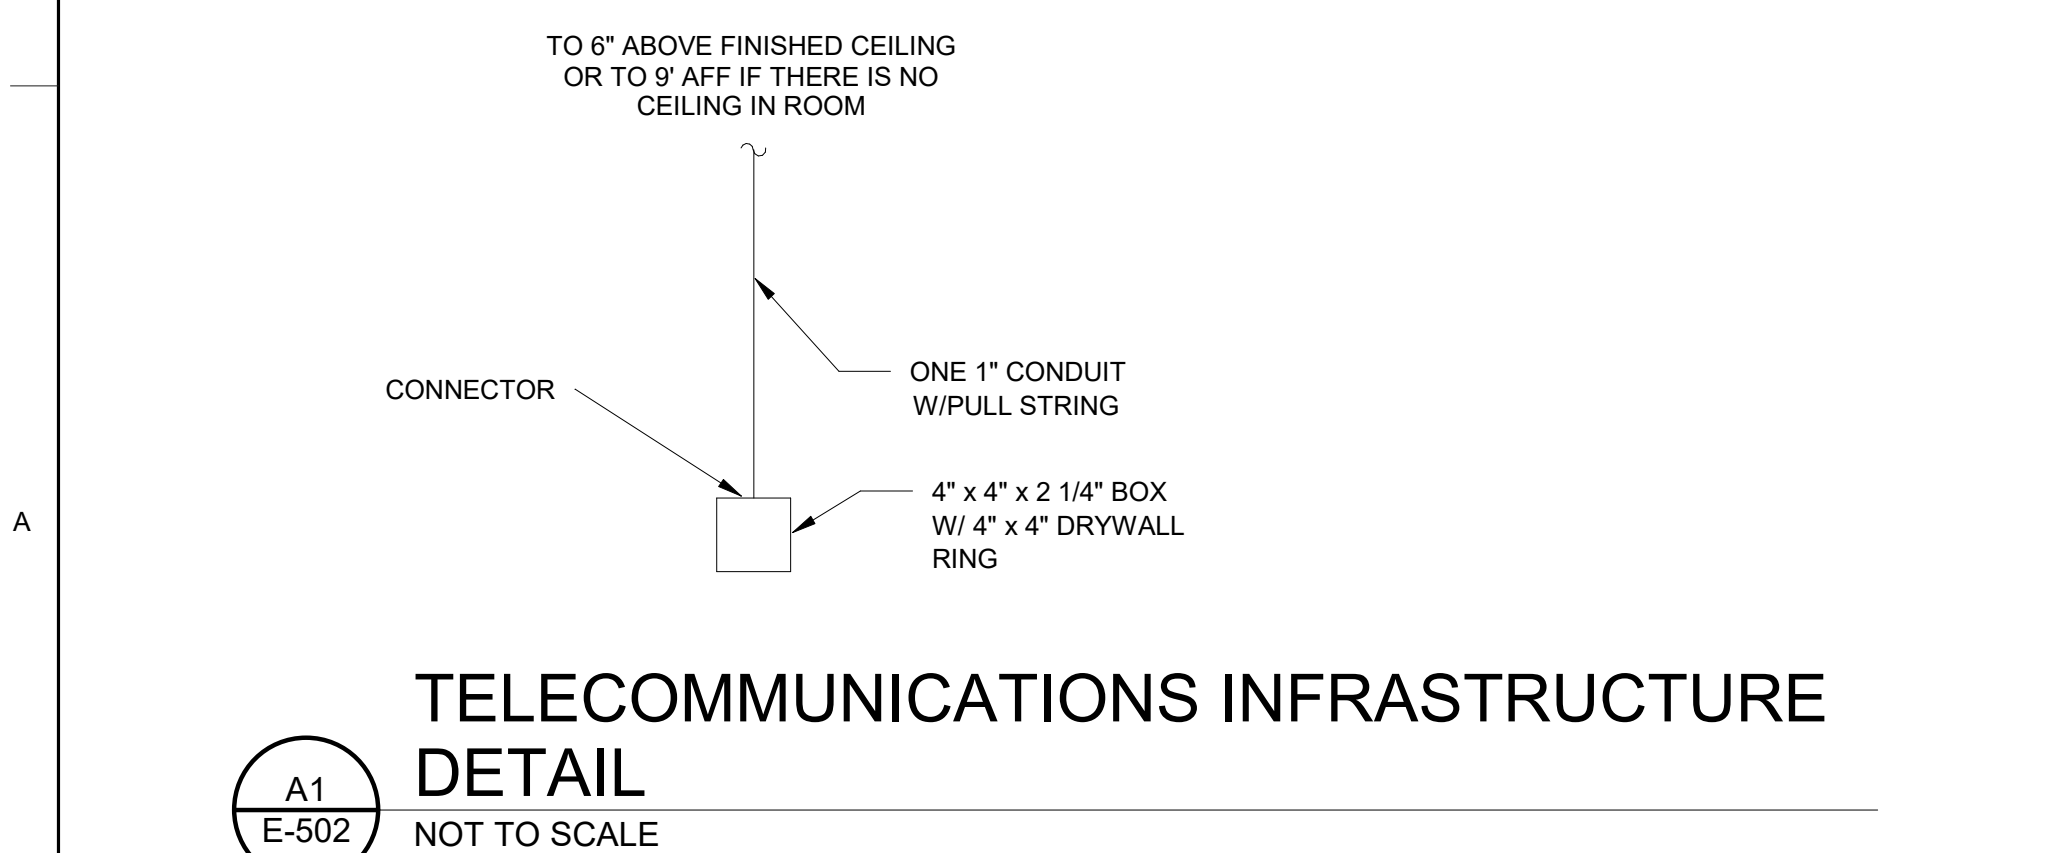 TO 6" ABOVE FINISHED CEILING
OR TO 9' AFF IF THERE IS NO
CEILING IN ROOM
ONE 1" CONDUIT
W/PULL STRING
CONNECTOR
4" x 4" x 2 1/4" BOX
W/ 4" x 4" DRYWALL
RING
A
TELECOMMUNICATIONS INFRASTRUCTURE
DETAIL
A1
E-502
NOT TO SCALE